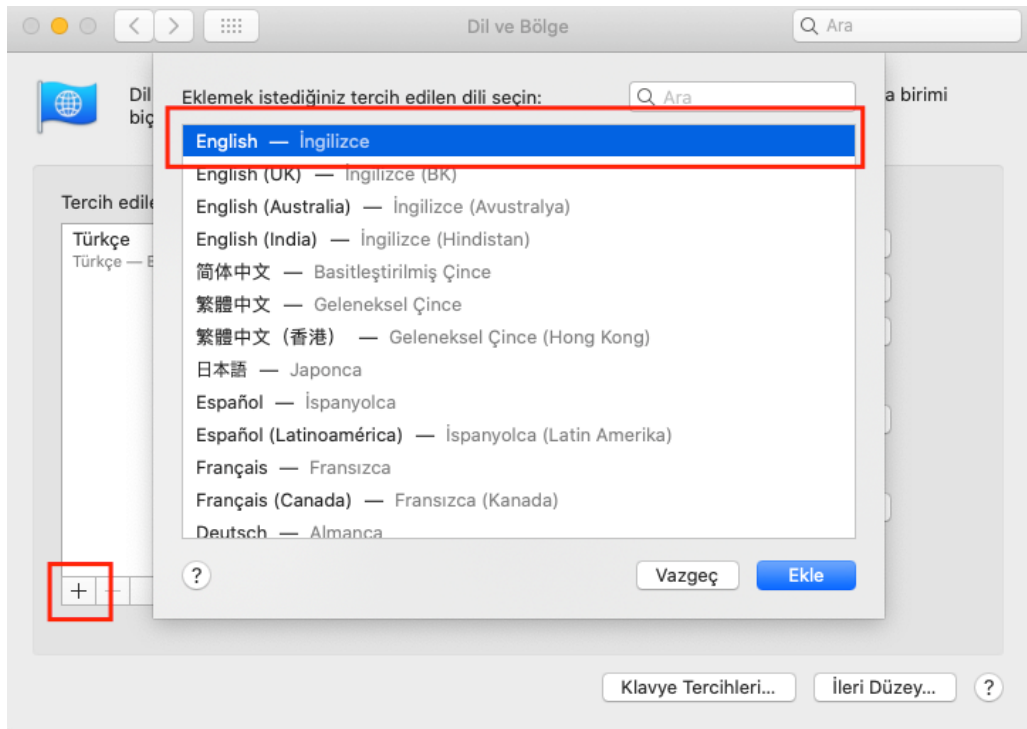 Dil ve Bölge
Ara
Dil
biç
a birimi
Eklemek istediğiniz tercih edilen dili seçin:
Ara
English — İngilizce
English (UK) — İngilizce (BK)
English (Australia) — İngilizce (Avustralya)
English (India) — İngilizce (Hindistan)
简体中文 — Basitleştirilmiş Çince
繁體中文 — Geleneksel Çince
繁體中文（香港） — Geleneksel Çince (Hong Kong)
日本語 — Japonca
Español — İspanyolca
Español (Latinoamérica) — İspanyolca (Latin Amerika)
Français — Fransızca
Français (Canada) — Fransızca (Kanada)
Deutsch — Almanca
Tercih edile
Türkçe
Türkçe — E
+ −
?
Vazgeç
Ekle
Klavye Tercihleri...
İleri Düzey...
?